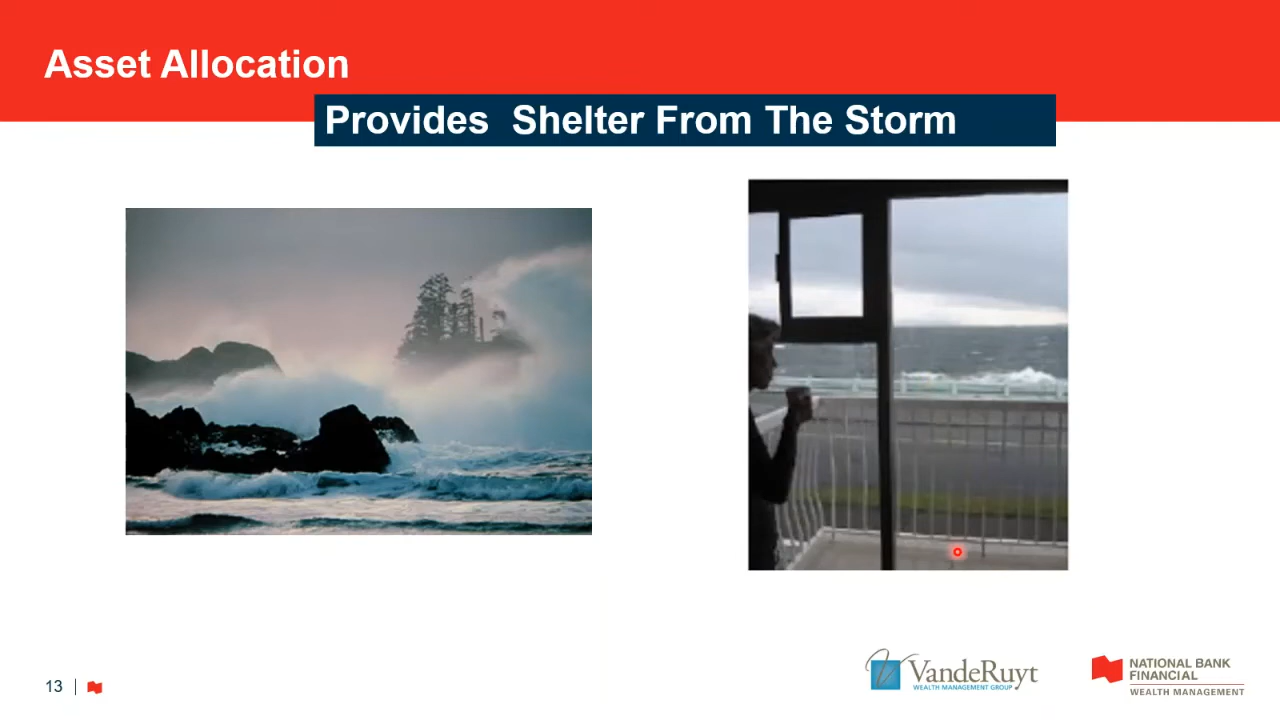 Asset Allocation
Provides  Shelter From The Storm
13
VandeRuyt
WEALTH MANAGEMENT GROUP
NATIONAL BANK
FINANCIAL
WEALTH MANAGEMENT